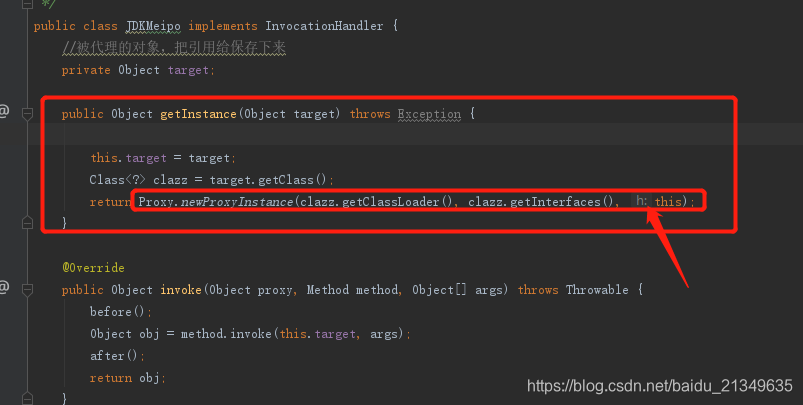 */
public class JDKMeipo implements InvocationHandler {
//被代理的对象，把引用给保存下来
private Object target;
@ public Object getInstance(Object target) throws Exception {
this.target = target;
Class<?> clazz = target.getClass();
return Proxy.newProxyInstance(clazz.getClassLoader(), clazz.getInterfaces(), h: this);
}
@Override
@ public Object invoke(Object proxy, Method method, Object[] args) throws Throwable {
before();
Object obj = method.invoke(this.target, args);
after();
return obj;
}
https://blog.csdn.net/baidu_21349635